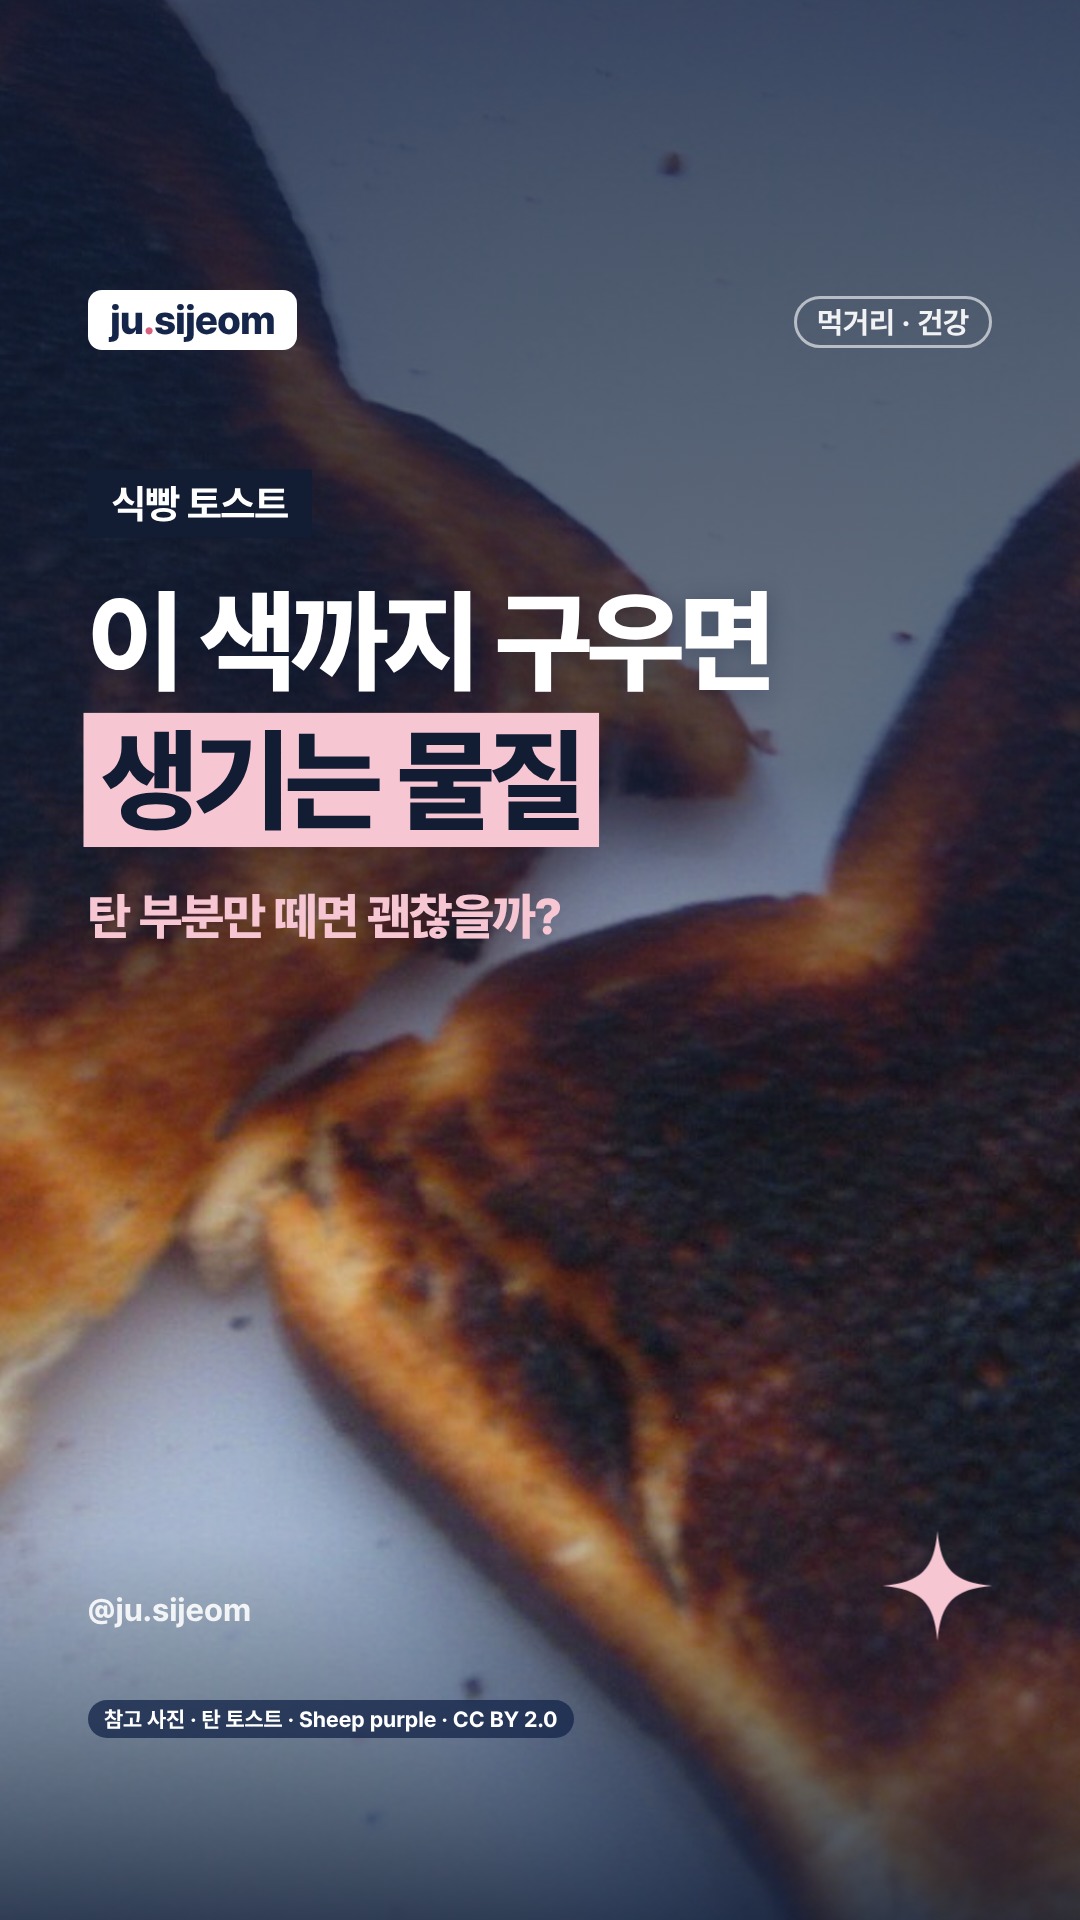 ju.sijeom
먹거리 · 건강
식빵 토스트
이 색까지 구우면
생기는 물질
탄 부분만 떼면 괜찮을까?
@ju.sijeom
참고 사진 · 탄 토스트 · Sheep purple · CC BY 2.0